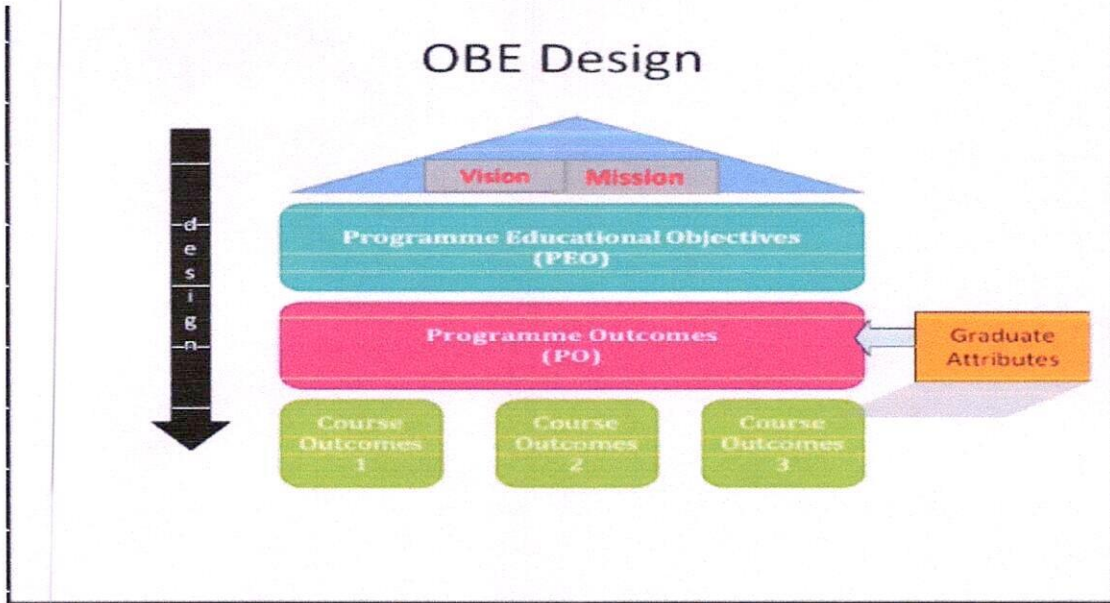 OBE Design
Vision Mission
design
Programme Educational Objectives
(PEO)
Programme Outcomes
(PO)
Graduate
Attributes
Course
Outcomes
1
Course
Outcomes
2
Course
Outcomes
3